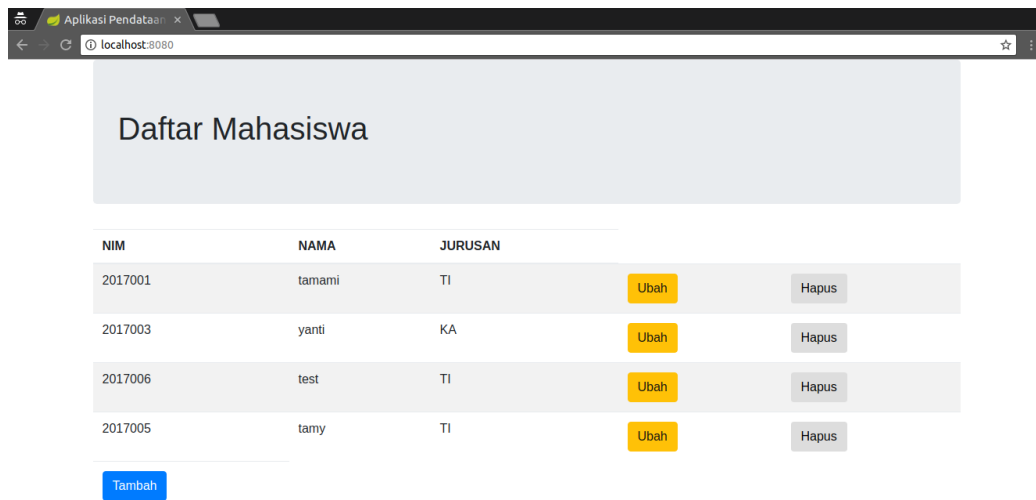 Aplikasi Pendataan
localhost:8080
Daftar Mahasiswa
NIM NAMA JURUSAN
2017001 tamami TI Ubah Hapus
2017003 yanti KA Ubah Hapus
2017006 test TI Ubah Hapus
2017005 tamy TI Ubah Hapus
Tambah